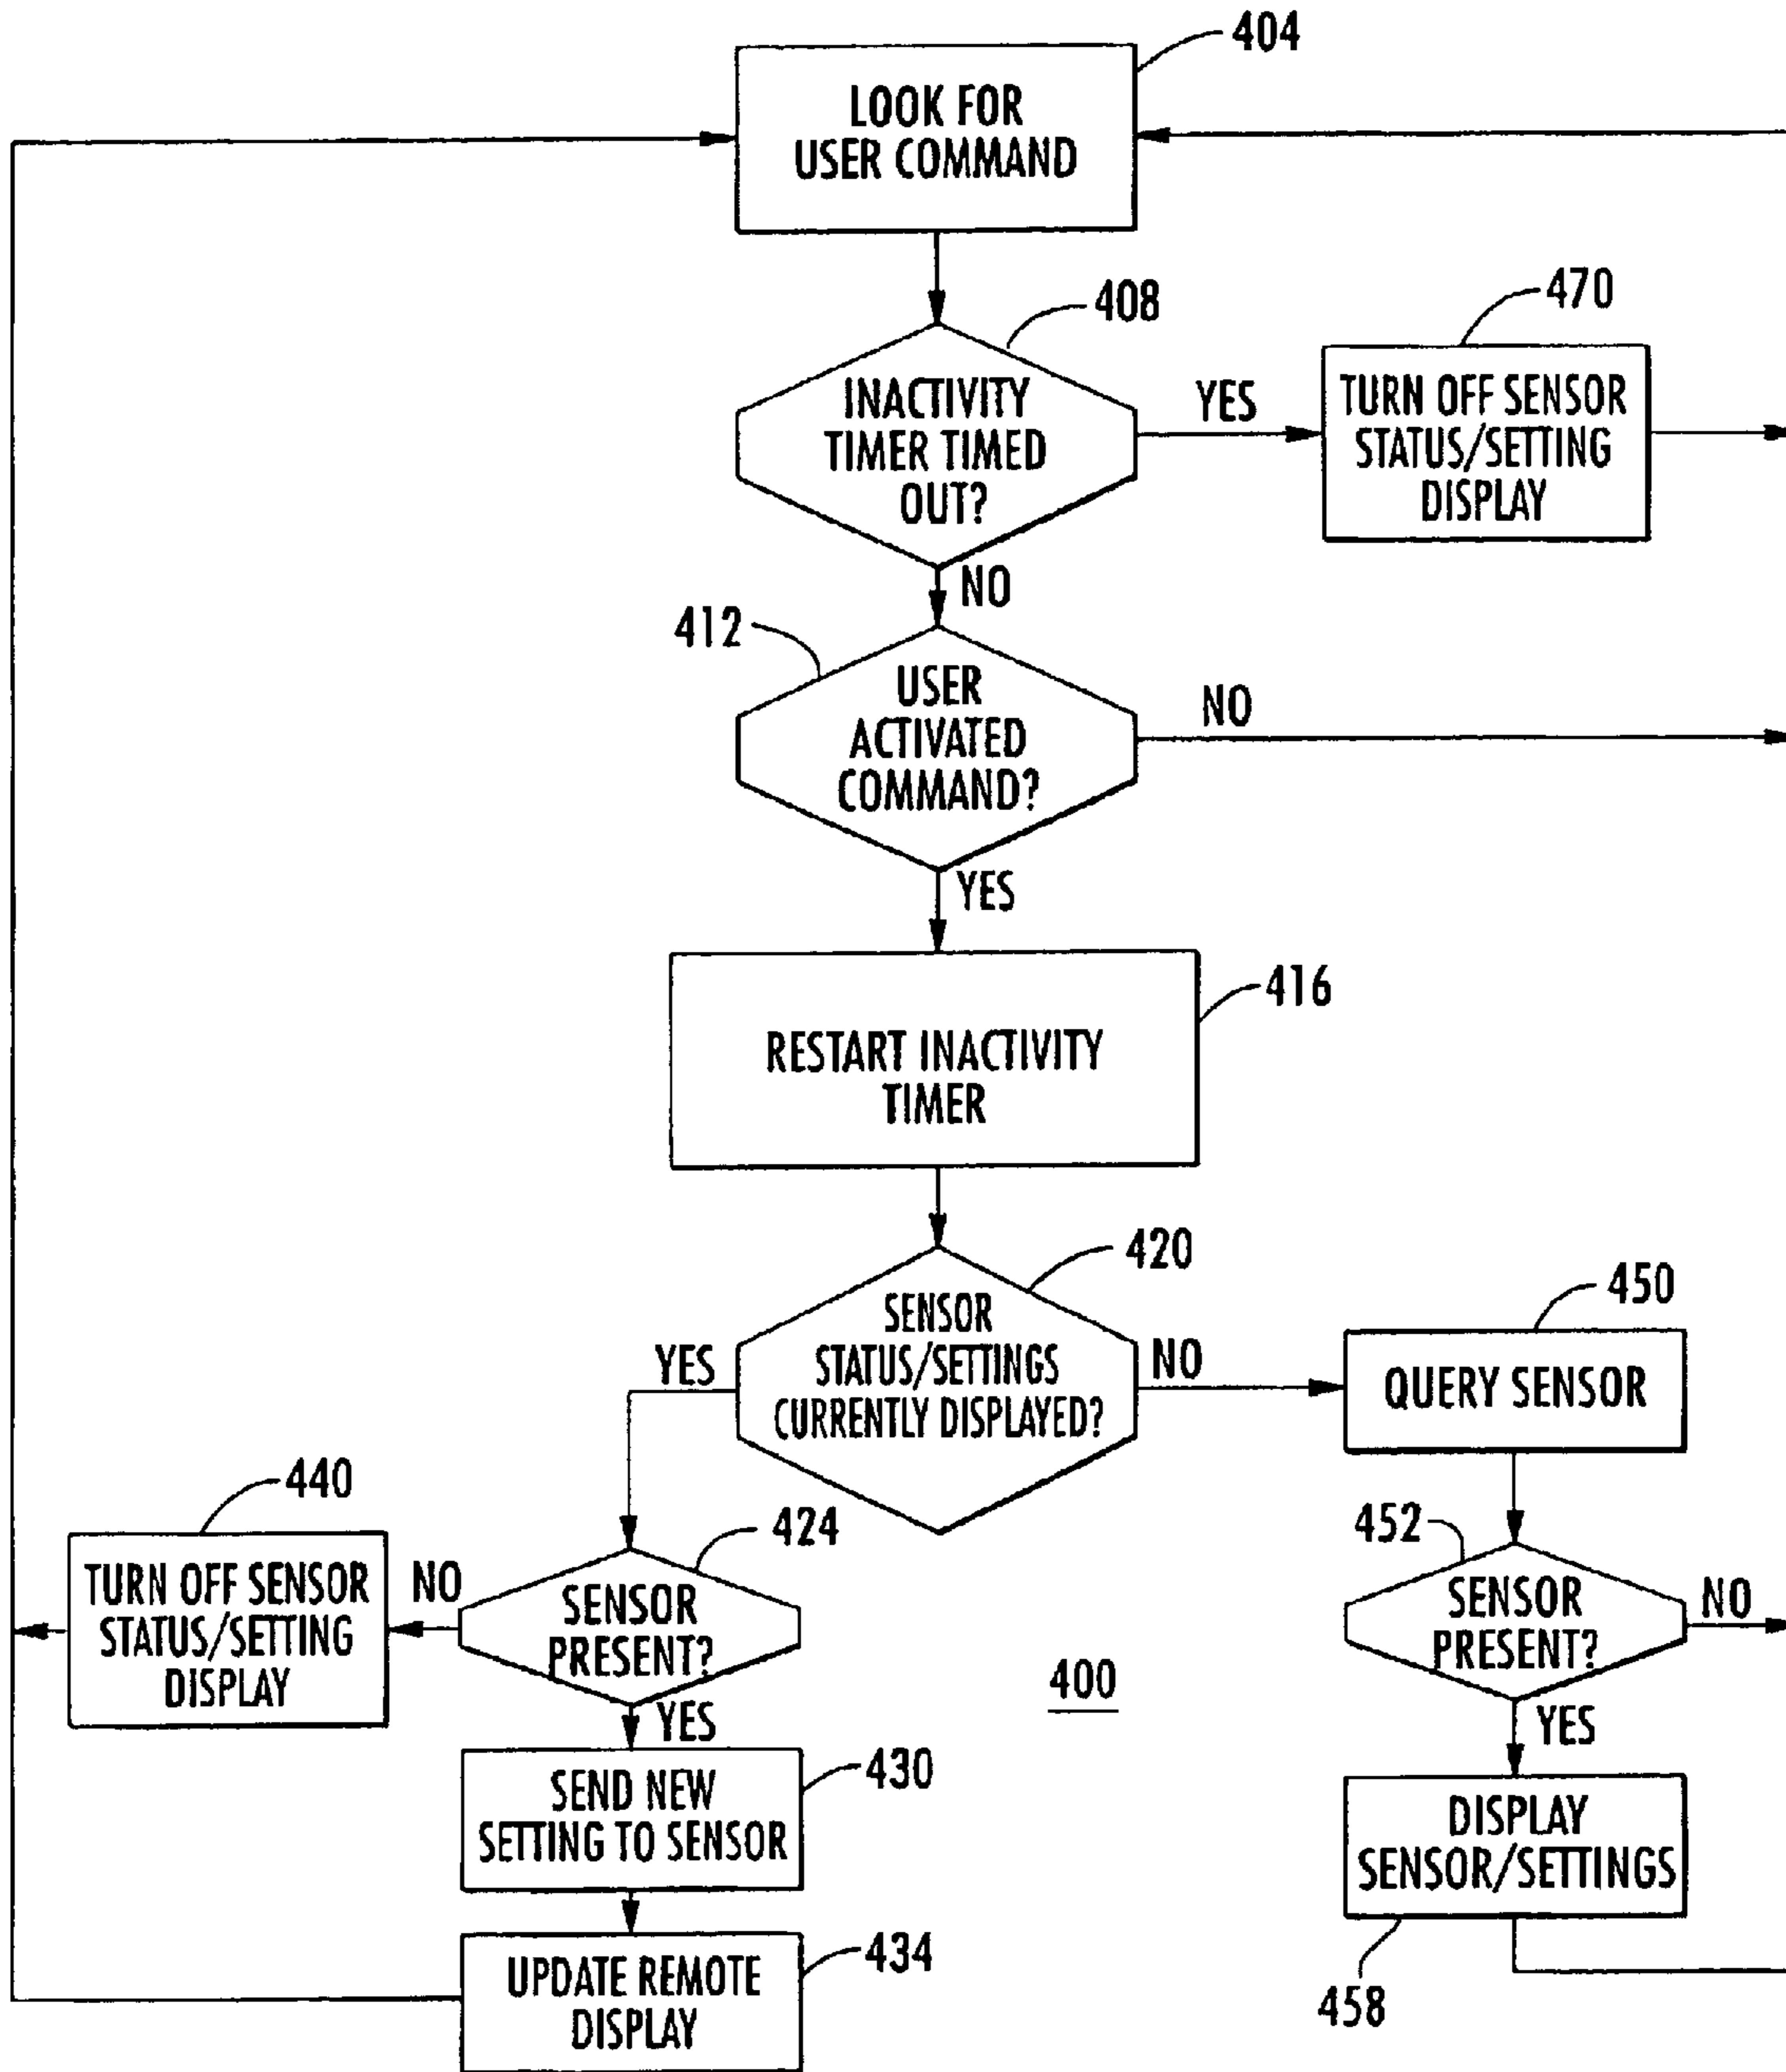 404
LOOK FOR
USER COMMAND
408
INACTIVITY
TIMER TIMED
OUT?
YES
470
TURN OFF SENSOR
STATUS/SETTING
DISPLAY
NO
412
USER
ACTIVATED
COMMAND?
NO
YES
416
RESTART INACTIVITY
TIMER
420
SENSOR
STATUS/SETTINGS
CURRENTLY DISPLAYED?
YES
NO
450
QUERY SENSOR
440
TURN OFF SENSOR
STATUS/SETTING
DISPLAY
NO
424
SENSOR
PRESENT?
YES
452
SENSOR
PRESENT?
NO
YES
400
430
SEND NEW
SETTING TO SENSOR
DISPLAY
SENSOR/SETTINGS
458
434
UPDATE REMOTE
DISPLAY